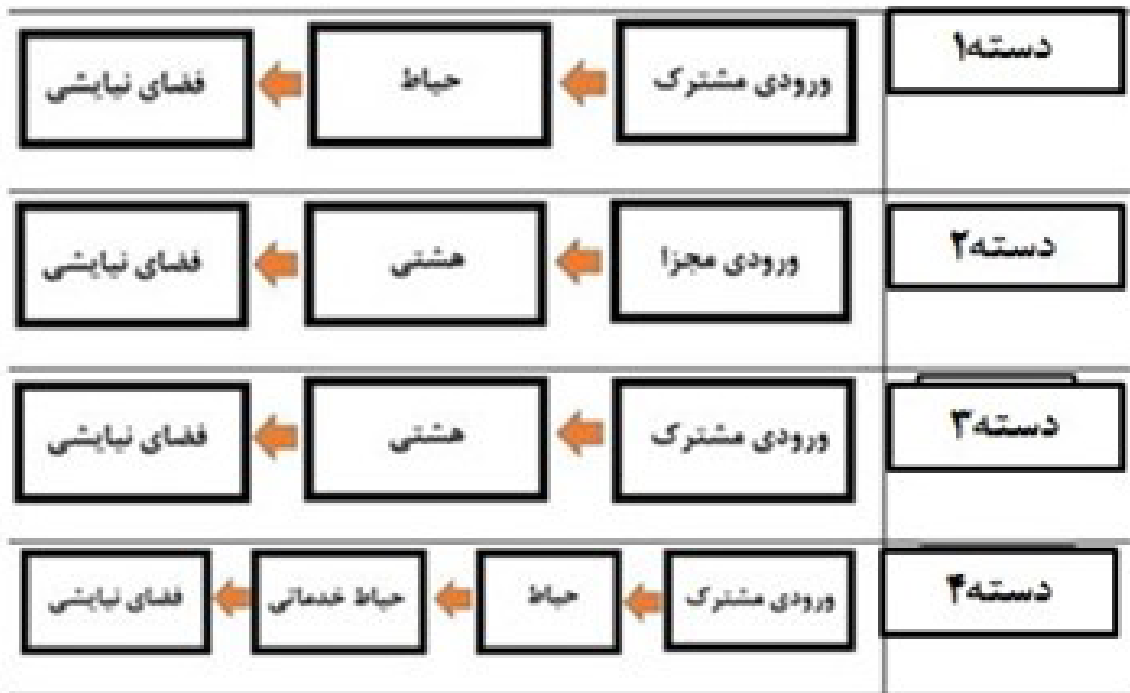 دسته۱
ورودی مشترک
حیاط
فضای نیایشی
دسته۲
ورودی مجزا
هشتی
فضای نیایشی
دسته۳
ورودی مشترک
هشتی
فضای نیایشی
دسته۴
ورودی مشترک
حیاط
حیاط خدماتی
فضای نیایشی